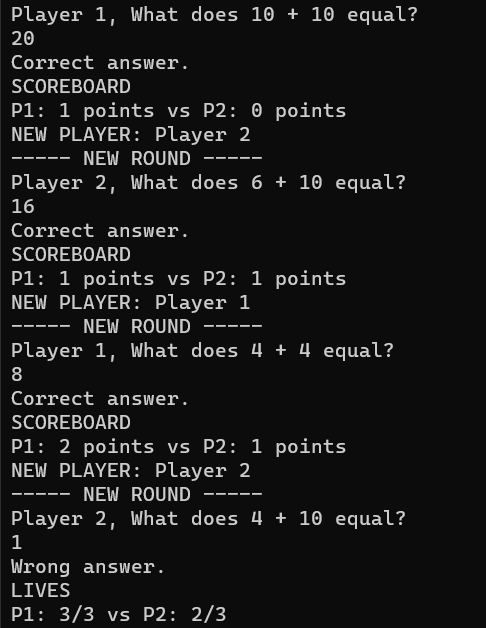 Player 1, What does 10 + 10 equal?
20
Correct answer.
SCOREBOARD
P1: 1 points vs P2: 0 points
NEW PLAYER: Player 2
----- NEW ROUND -----
Player 2, What does 6 + 10 equal?
16
Correct answer.
SCOREBOARD
P1: 1 points vs P2: 1 points
NEW PLAYER: Player 1
----- NEW ROUND -----
Player 1, What does 4 + 4 equal?
8
Correct answer.
SCOREBOARD
P1: 2 points vs P2: 1 points
NEW PLAYER: Player 2
----- NEW ROUND -----
Player 2, What does 4 + 10 equal?
1
Wrong answer.
LIVES
P1: 3/3 vs P2: 2/3